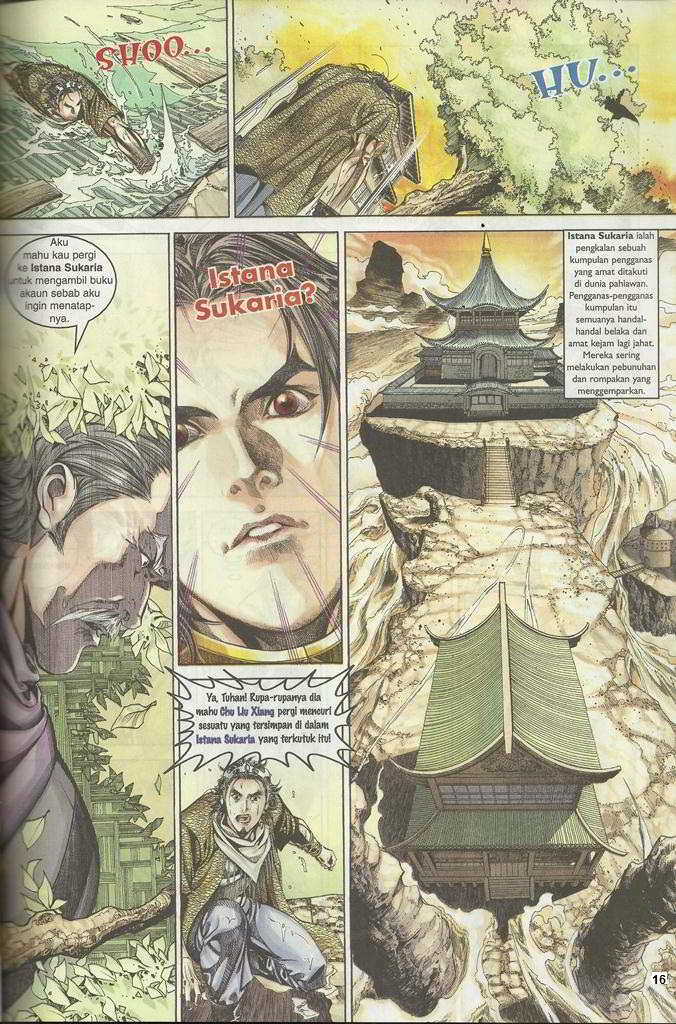 SHOO...
HU...
Aku
mahu kau pergi
ke Istana Sukaria
untuk mengambil buku
akaun sebab aku
ingin menatap-
nya.
Istana
Sukaria?
Istana Sukaria ialah
pengkalan sebuah
kumpulan pengganas
yang amat ditakuti
di dunia pahlawan.
Pengganas-pengganas
kumpulan itu
semuanya handal-
handal belaka dan
amat kejam lagi jahat.
Mereka sering
melakukan pebunuhan
dan rompakan yang
menggemparkan.
Ya, Tuhan! Rupa-rupanya dia
mahu Chu Liu Xiang pergi mencuri
sesuatu yang tersimpan di dalam
Istana Sukaria yang terkutuk itu!
16